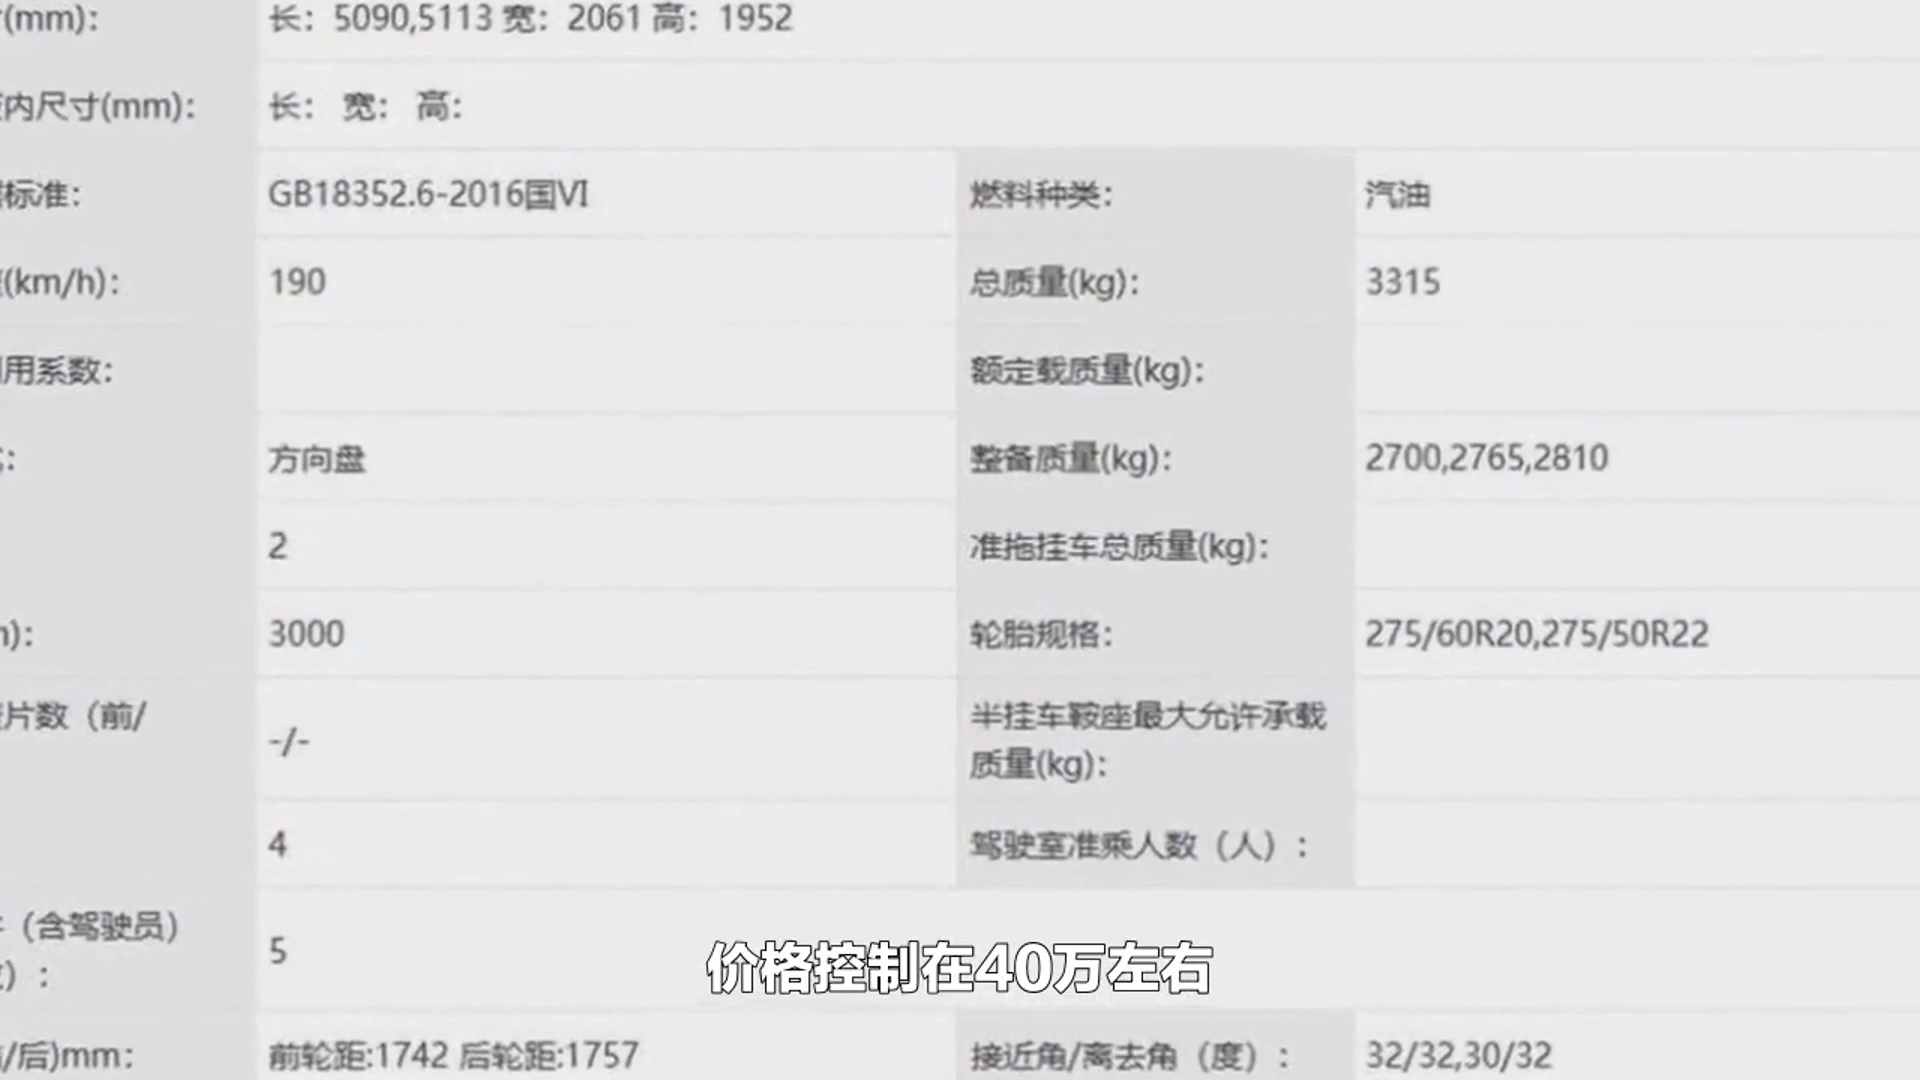 (mm): 长: 5090,5113 宽: 2061 高: 1952
内尺寸(mm): 长: 宽: 高:
标准: GB18352.6-2016国VI 燃料种类: 汽油
(km/h): 190 总质量(kg): 3315
用系数: 额定载质量(kg):
方向盘 整备质量(kg): 2700,2765,2810
2 准拖挂车总质量(kg):
): 3000 轮胎规格: 275/60R20,275/50R22
片数（前/ -/- 半挂车鞍座最大允许承载
质量(kg):
4 驾驶室准乘人数（人）:
（含驾驶员）
): 5
价格控制在40万左右
/后)mm: 前轮距:1742 后轮距:1757 接近角/离去角（度）: 32/32,30/32